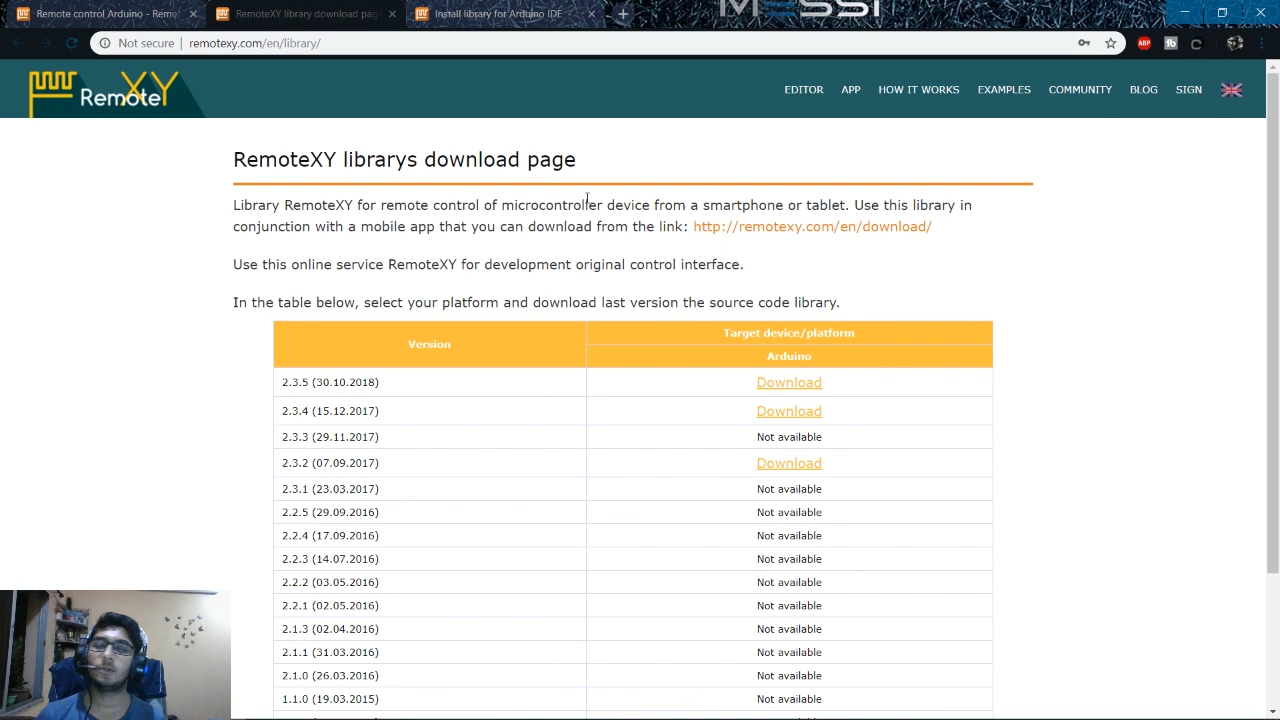 MESSI
Remote control Arduino - Remo
RemoteXY library download page
Install library for Arduino IDE -
Not secure
remotexy.com/en/library/
ABP
fb
RemoteXY
EDITOR
APP
HOW IT WORKS
EXAMPLES
COMMUNITY
BLOG
SIGN
RemoteXY librarys download page
Library RemoteXY for remote control of microcontroller device from a smartphone or tablet. Use this library in
conjunction with a mobile app that you can download from the link: http://remotexy.com/en/download/
Use this online service RemoteXY for development original control interface.
In the table below, select your platform and download last version the source code library.
Version
Target device/platform
Arduino
2.3.5 (30.10.2018) Download
2.3.4 (15.12.2017) Download
2.3.3 (29.11.2017) Not available
2.3.2 (07.09.2017) Download
2.3.1 (23.03.2017) Not available
2.2.5 (29.09.2016) Not available
2.2.4 (17.09.2016) Not available
2.2.3 (14.07.2016) Not available
2.2.2 (03.05.2016) Not available
2.2.1 (02.05.2016) Not available
2.1.3 (02.04.2016) Not available
2.1.1 (31.03.2016) Not available
2.1.0 (26.03.2016) Not available
1.1.0 (19.03.2015) Not available